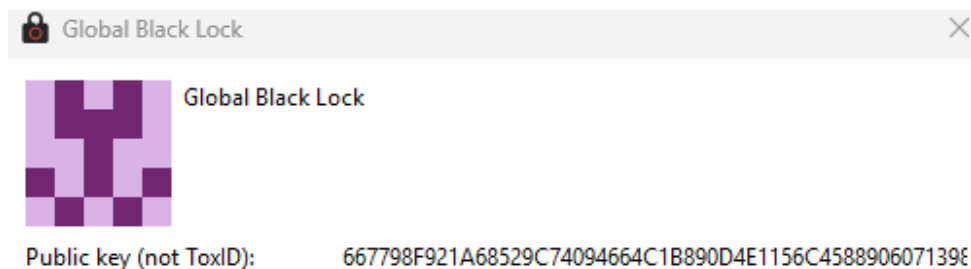 Global Black Lock
Global Black Lock
Public key (not ToxID): 667798F921A68529C74094664C1B890D4E1156C458890607139